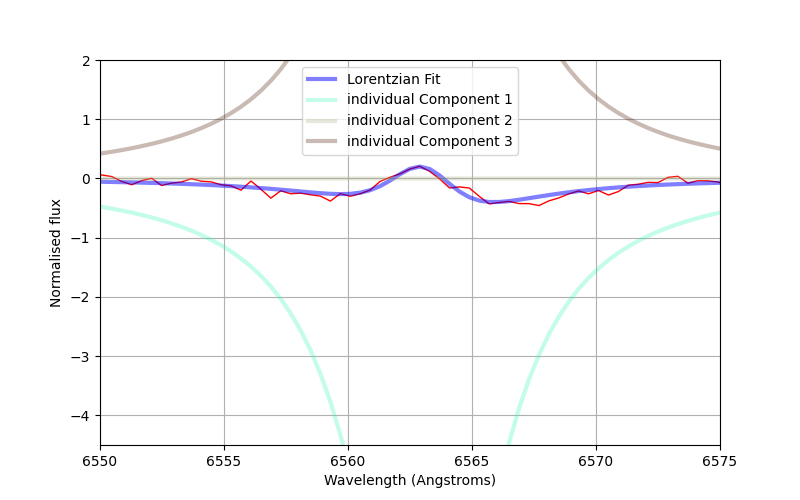 Lorentzian Fit
individual Component 1
individual Component 2
individual Component 3
2
1
0
−1
−2
−3
−4
Normalised flux
6550 6555 6560 6565 6570 6575
Wavelength (Angstroms)